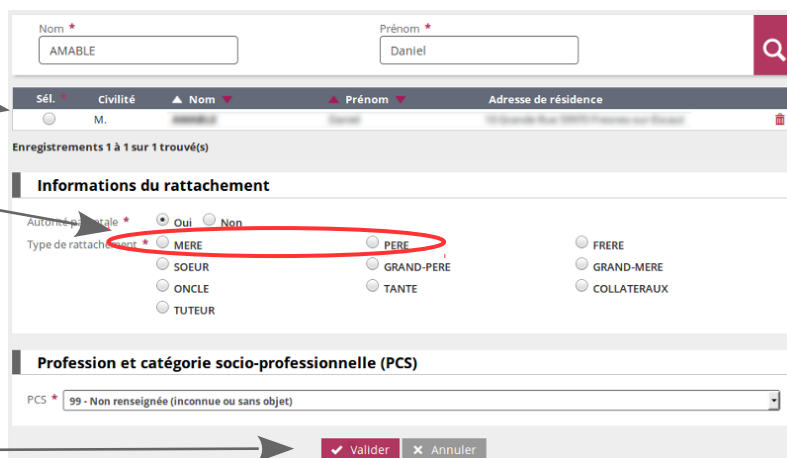 Nom * Prénom *
AMABLE Daniel
Sél. * Civilité Nom Prénom Adresse de résidence
M.
Enregistrements 1 à 1 sur 1 trouvé(s)
Informations du rattachement
Autorité parentale * Oui Non
Type de rattachement * MERE PERE FRERE
SOEUR GRAND-PERE GRAND-MERE
ONCLE TANTE COLLATERAUX
TUTEUR
Profession et catégorie socio-professionnelle (PCS)
PCS * 99 - Non renseignée (inconnue ou sans objet)
Valider Annuler